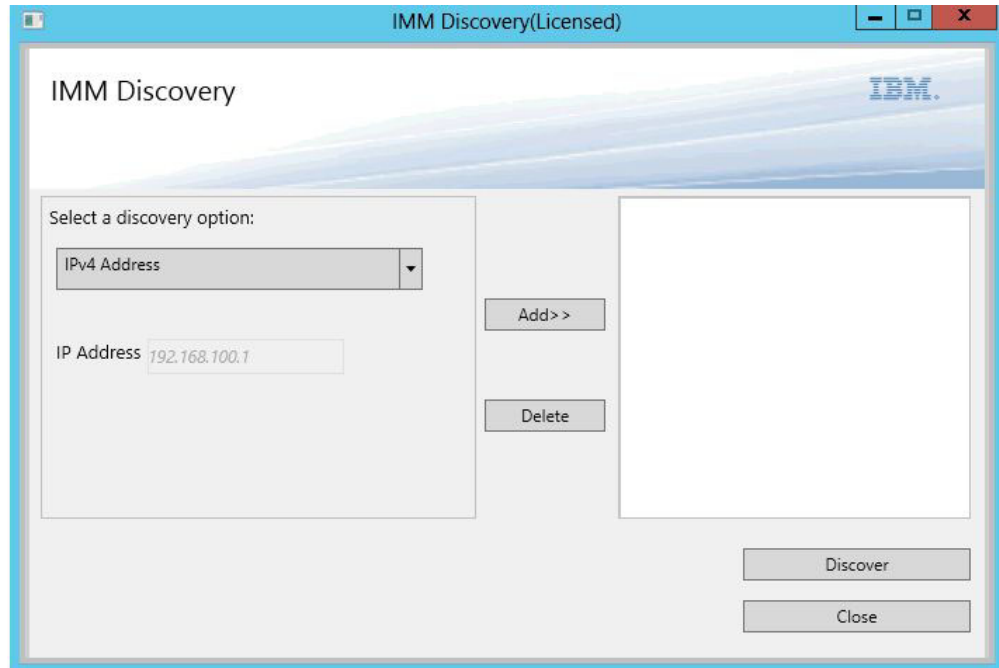 IMM Discovery(Licensed)
IMM Discovery
IBM.
Select a discovery option:
IPv4 Address
IP Address 192.168.100.1
Add>>
Delete
Discover
Close